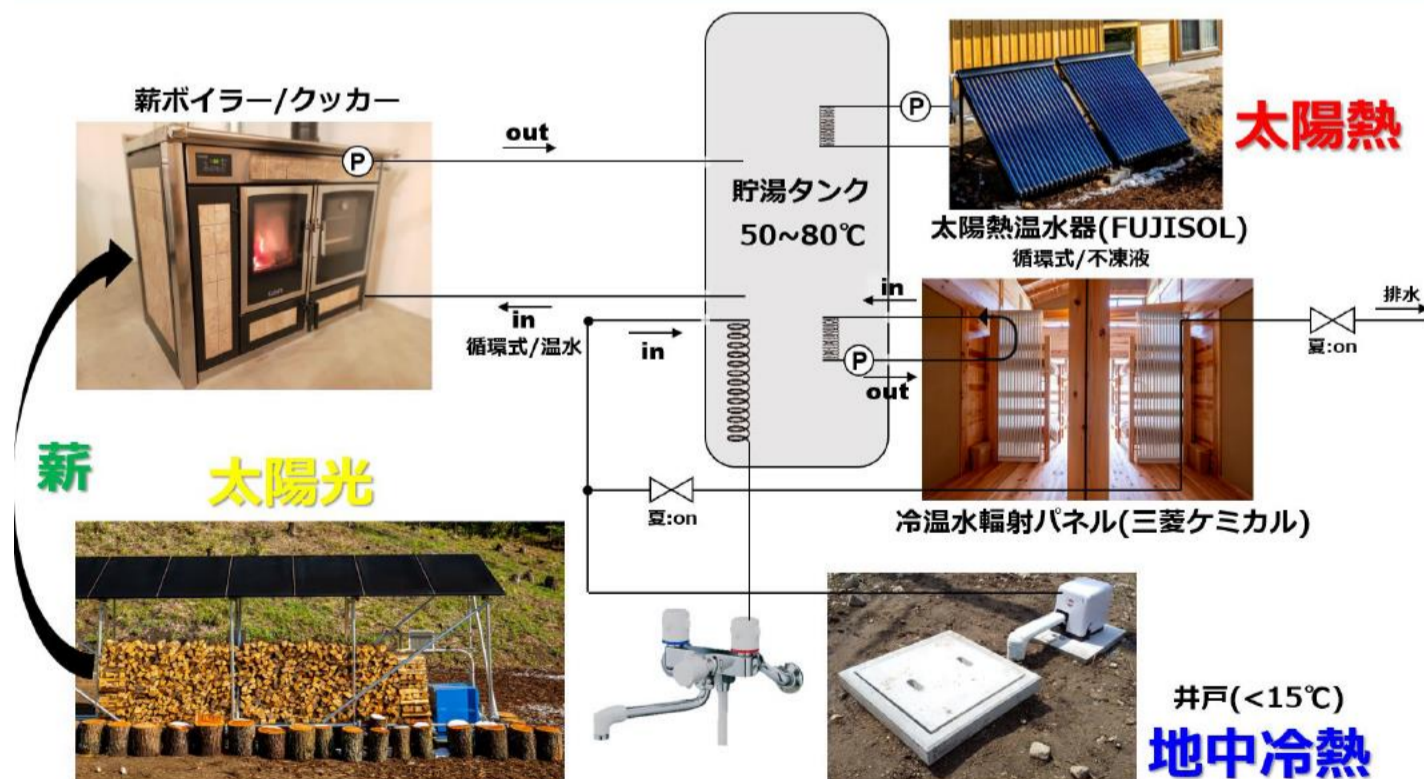 薪ボイラー/クッカー
P
out
in
循環式/温水
in
貯湯タンク
50~80℃
P
太陽熱
太陽熱温水器(FUJISOL)
循環式/不凍液
in
P
out
排水
夏:on
冷温水輻射パネル(三菱ケミカル)
夏:on
薪
太陽光
井戸(<15℃)
地中冷熱